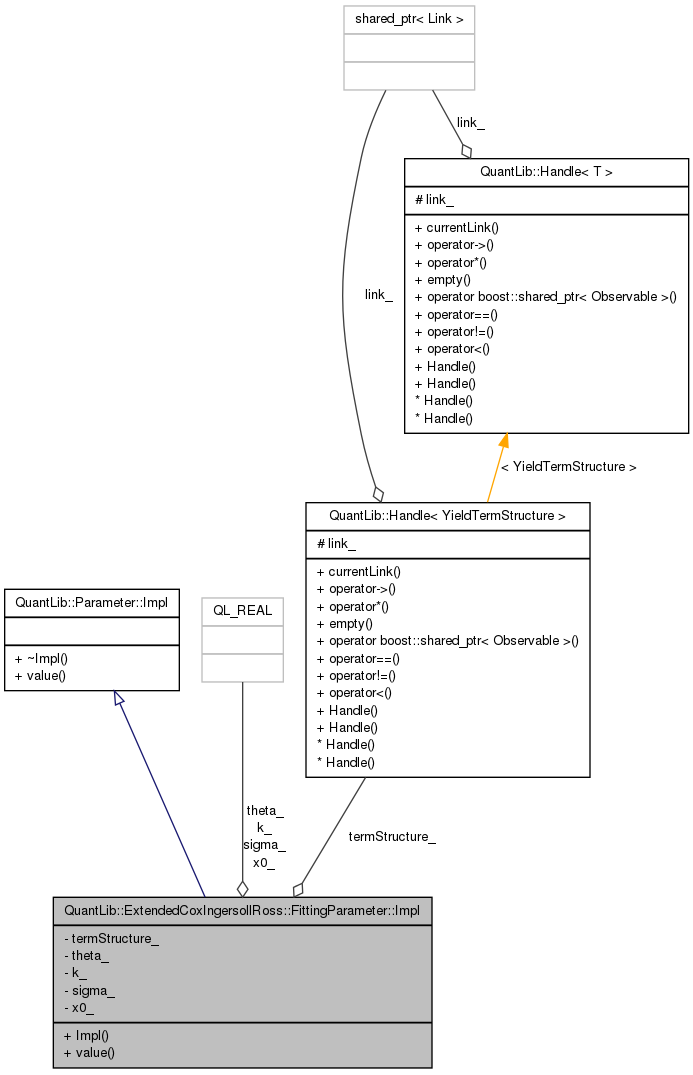 shared_ptr< Link >
link_
QuantLib::Handle< T >
# link_
+ currentLink()
+ operator->()
+ operator*()
+ empty()
+ operator boost::shared_ptr< Observable >()
+ operator==()
+ operator!=()
+ operator<()
+ Handle()
+ Handle()
* Handle()
* Handle()
link_
< YieldTermStructure >
QuantLib::Handle< YieldTermStructure >
# link_
+ currentLink()
+ operator->()
+ operator*()
+ empty()
+ operator boost::shared_ptr< Observable >()
+ operator==()
+ operator!=()
+ operator<()
+ Handle()
+ Handle()
* Handle()
* Handle()
QuantLib::Parameter::Impl
+ ~Impl()
+ value()
QL_REAL
theta_
k_
sigma_
x0_
termStructure_
QuantLib::ExtendedCoxIngersollRoss::FittingParameter::Impl
- termStructure_
- theta_
- k_
- sigma_
- x0_
+ Impl()
+ value()